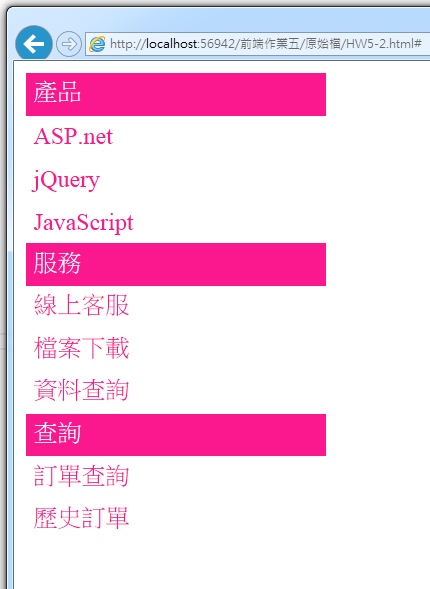 http://localhost:56942/前端作業五/原始檔/HW5-2.html#
產品
ASP.net
jQuery
JavaScript
服務
線上客服
檔案下載
資料查詢
查詢
訂單查詢
歷史訂單